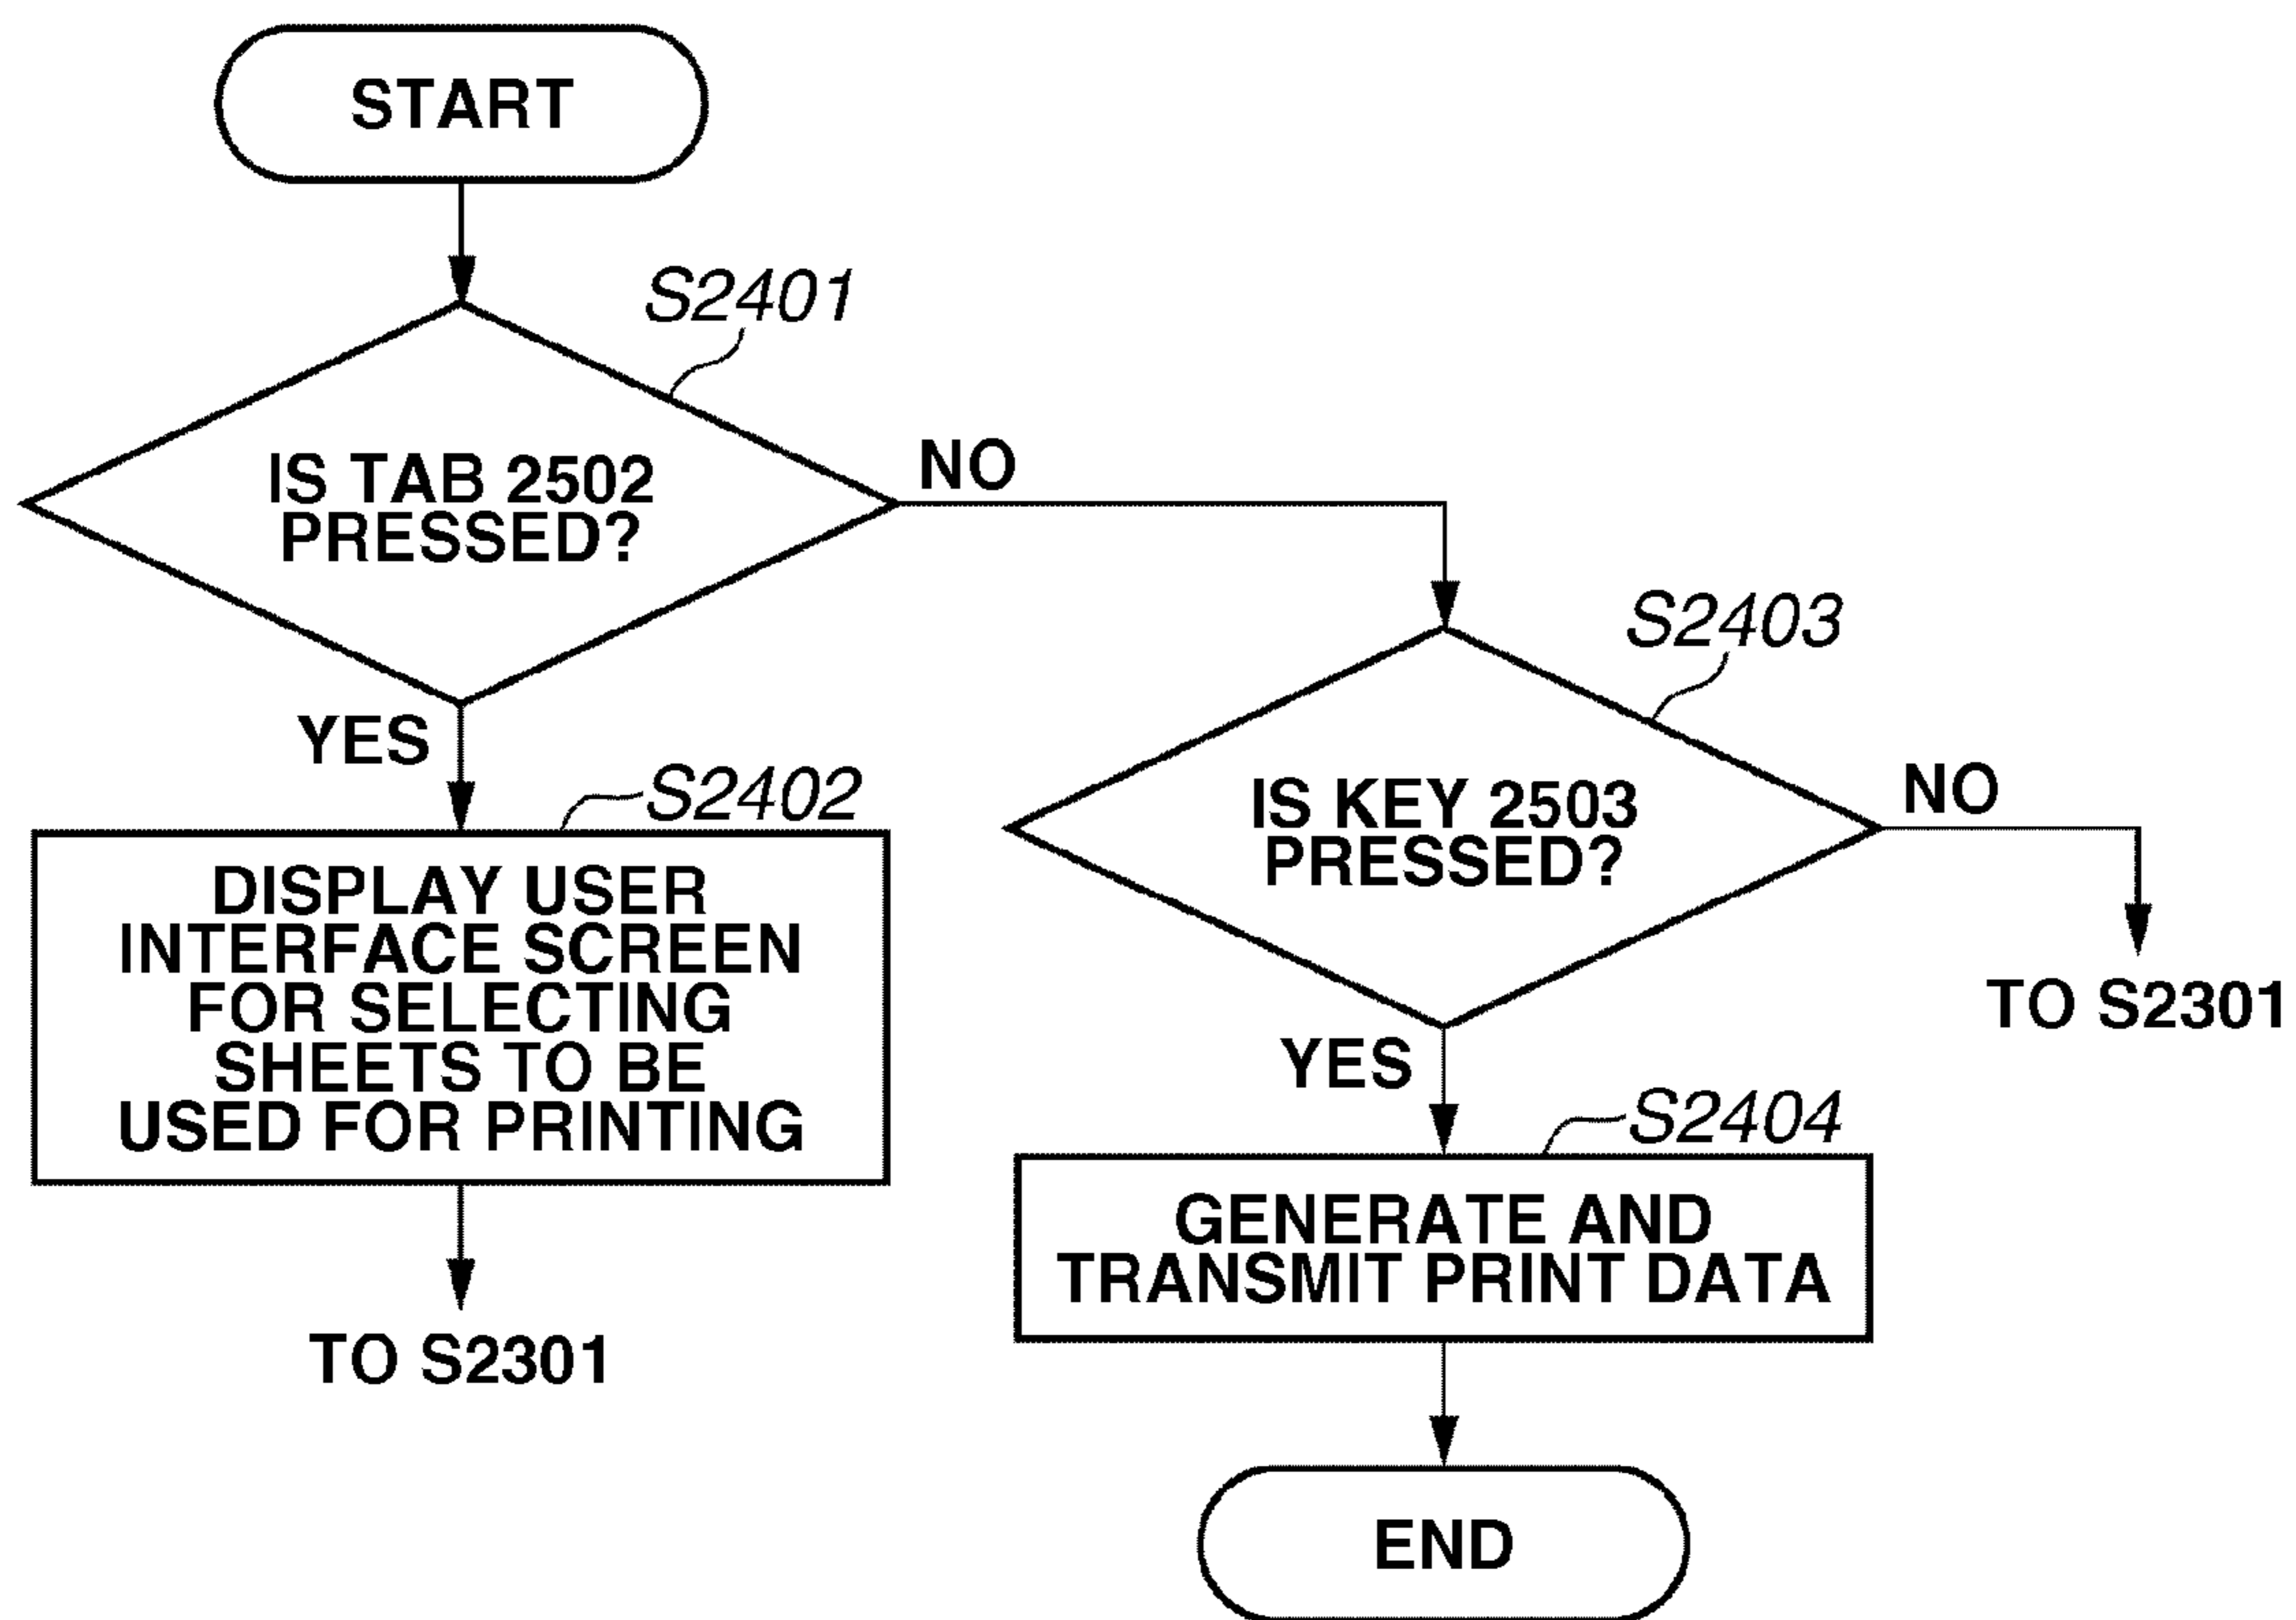 START
S2401
IS TAB 2502
PRESSED?
NO
YES
S2402
DISPLAY USER
INTERFACE SCREEN
FOR SELECTING
SHEETS TO BE
USED FOR PRINTING
TO S2301
S2403
IS KEY 2503
PRESSED?
NO
TO S2301
YES
S2404
GENERATE AND
TRANSMIT PRINT DATA
END